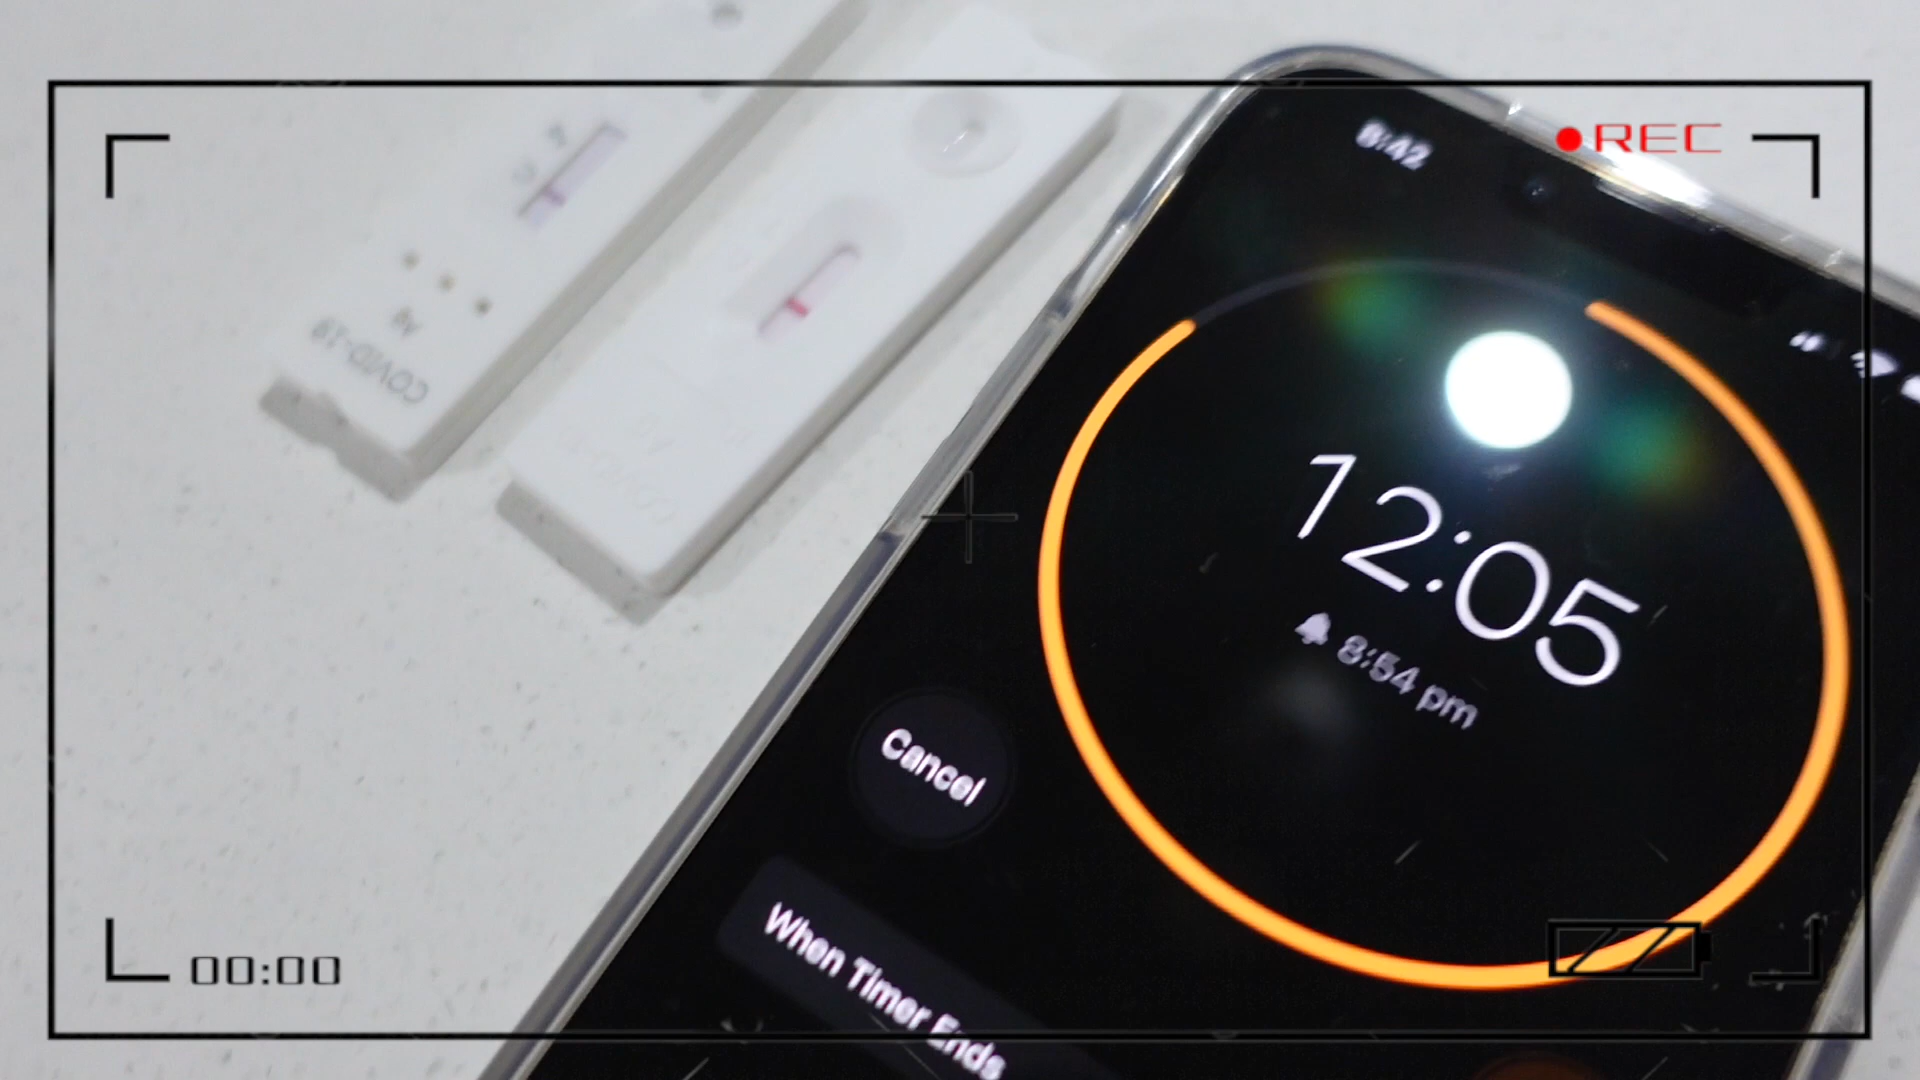 REC
8:42
12:05
8:54 pm
Cancel
When Timer Ends
COVID-19
Ag
00:00